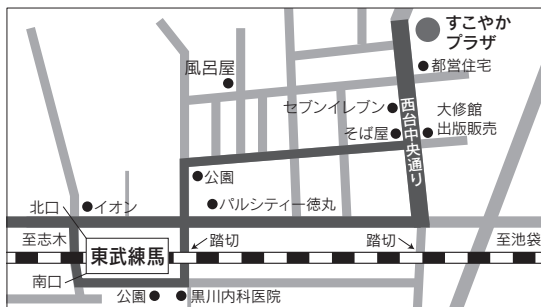 すこやか
プラザ
都営住宅
風呂屋
セブンイレブン
大修館
出版販売
そば屋
西台中央通り
公園
パルシティー徳丸
イオン
北口
至志木
東武練馬
踏切
踏切
至池袋
南口
公園
黒川内科医院